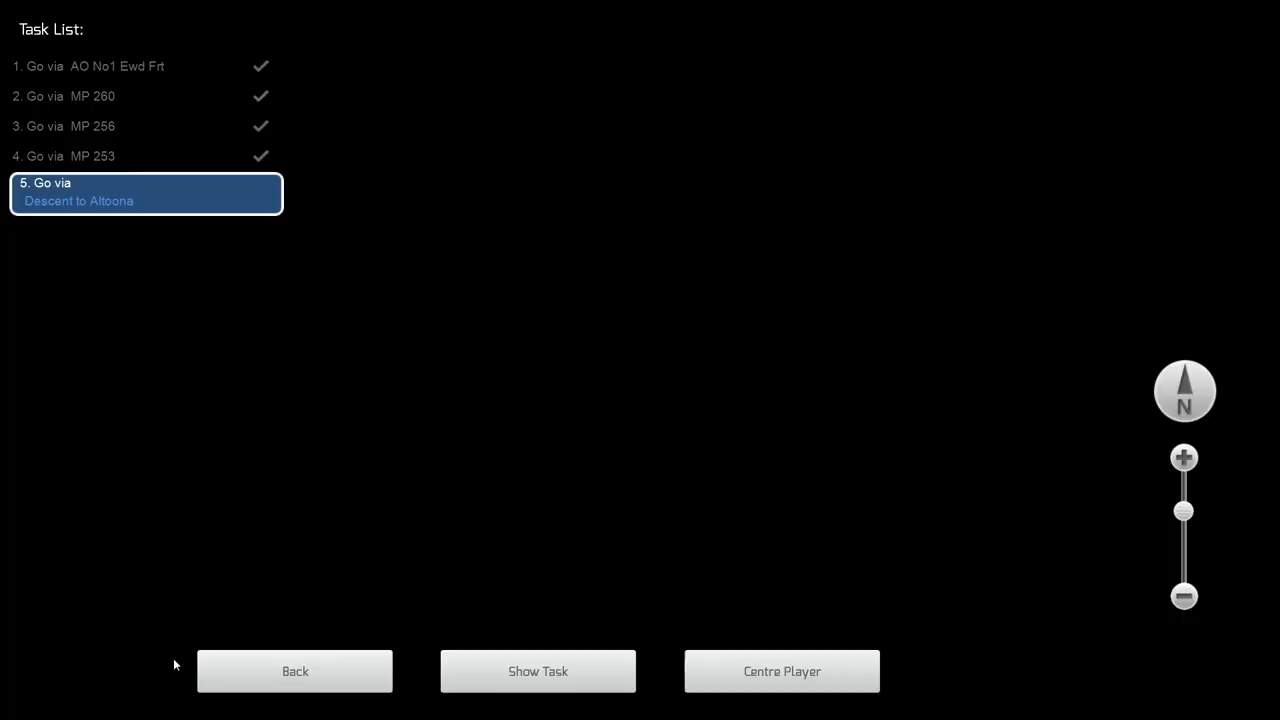 Task List:
1. Go via  AO No1 Ewd Frt
2. Go via  MP 260
3. Go via  MP 256
4. Go via  MP 253
5. Go via
Descent to Altoona
N
Back
Show Task
Centre Player